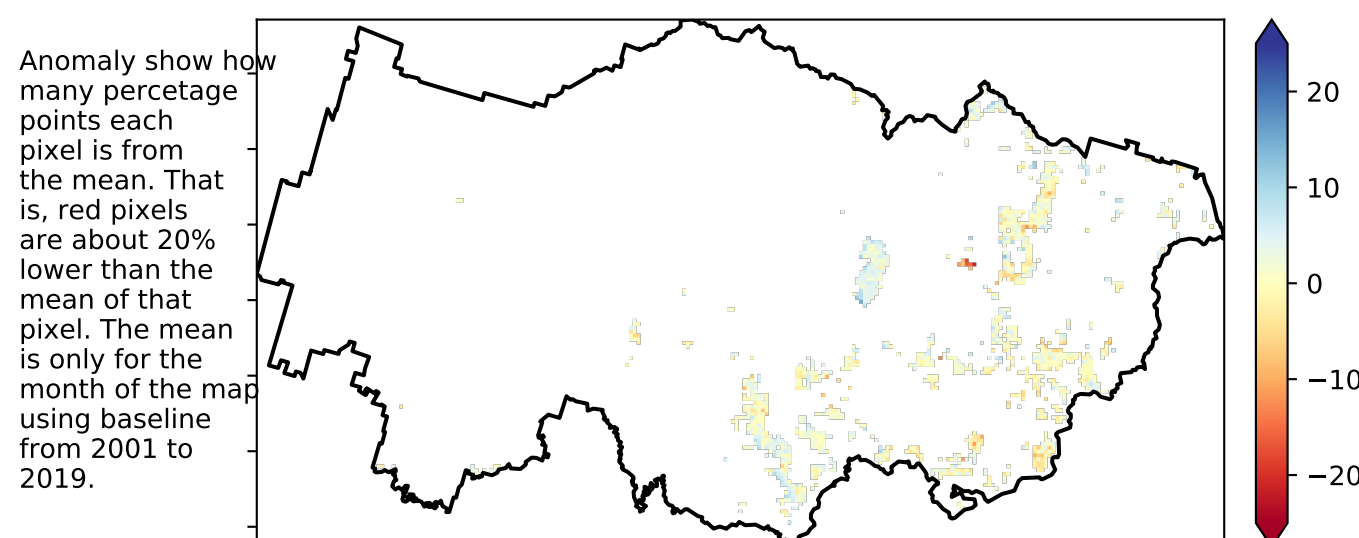 Anomaly show how
many percetage
points each
pixel is from
the mean. That
is, red pixels
are about 20%
lower than the
mean of that
pixel. The mean
is only for the
month of the map
using baseline
from 2001 to
2019.
20
10
0
−10
−20